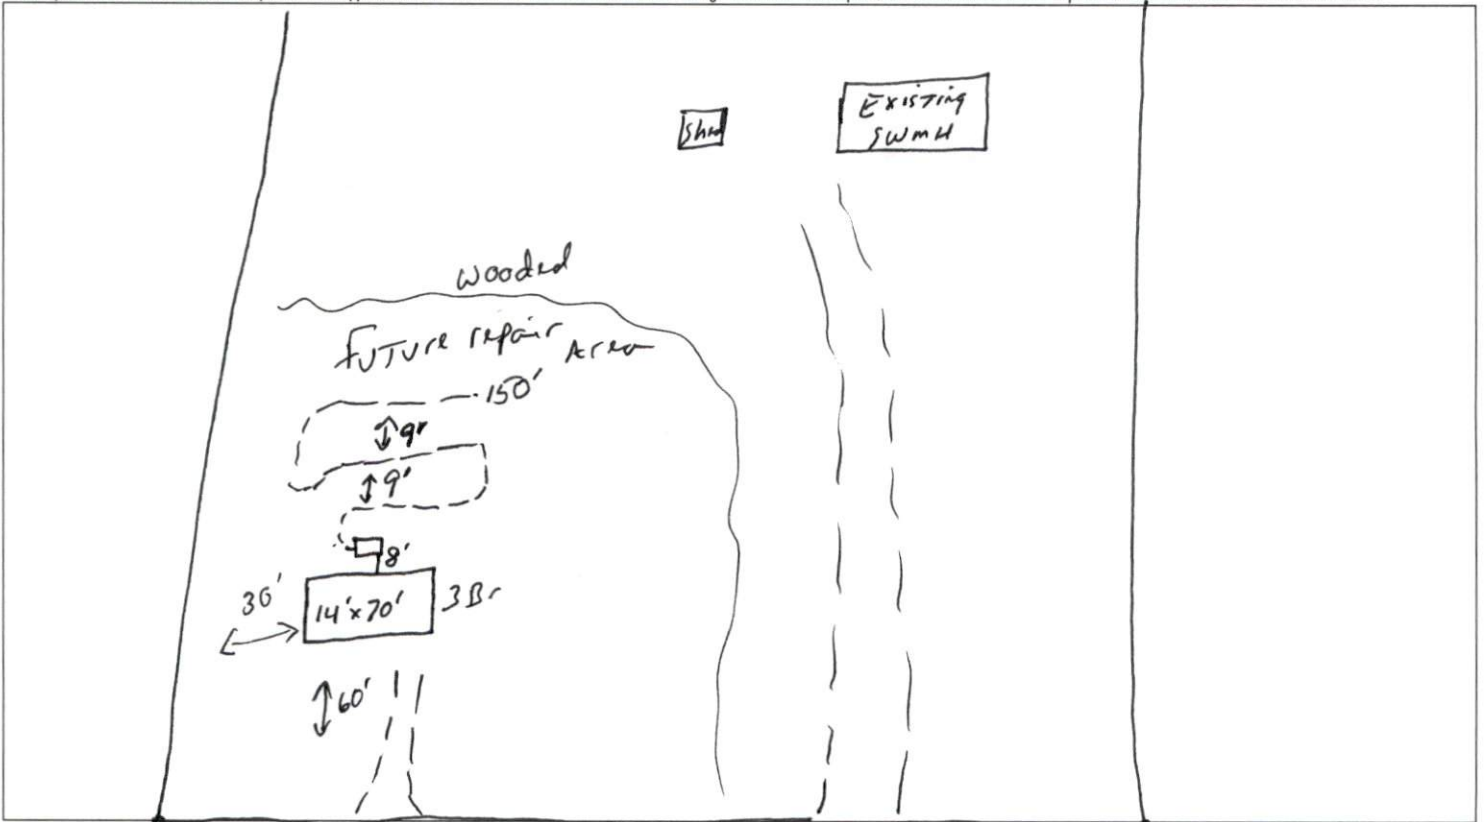 Existing
SWMH
Shed
wooded
Future repair Area
150'
9'
9'
8'
14'x70'
3Br
30'
60'